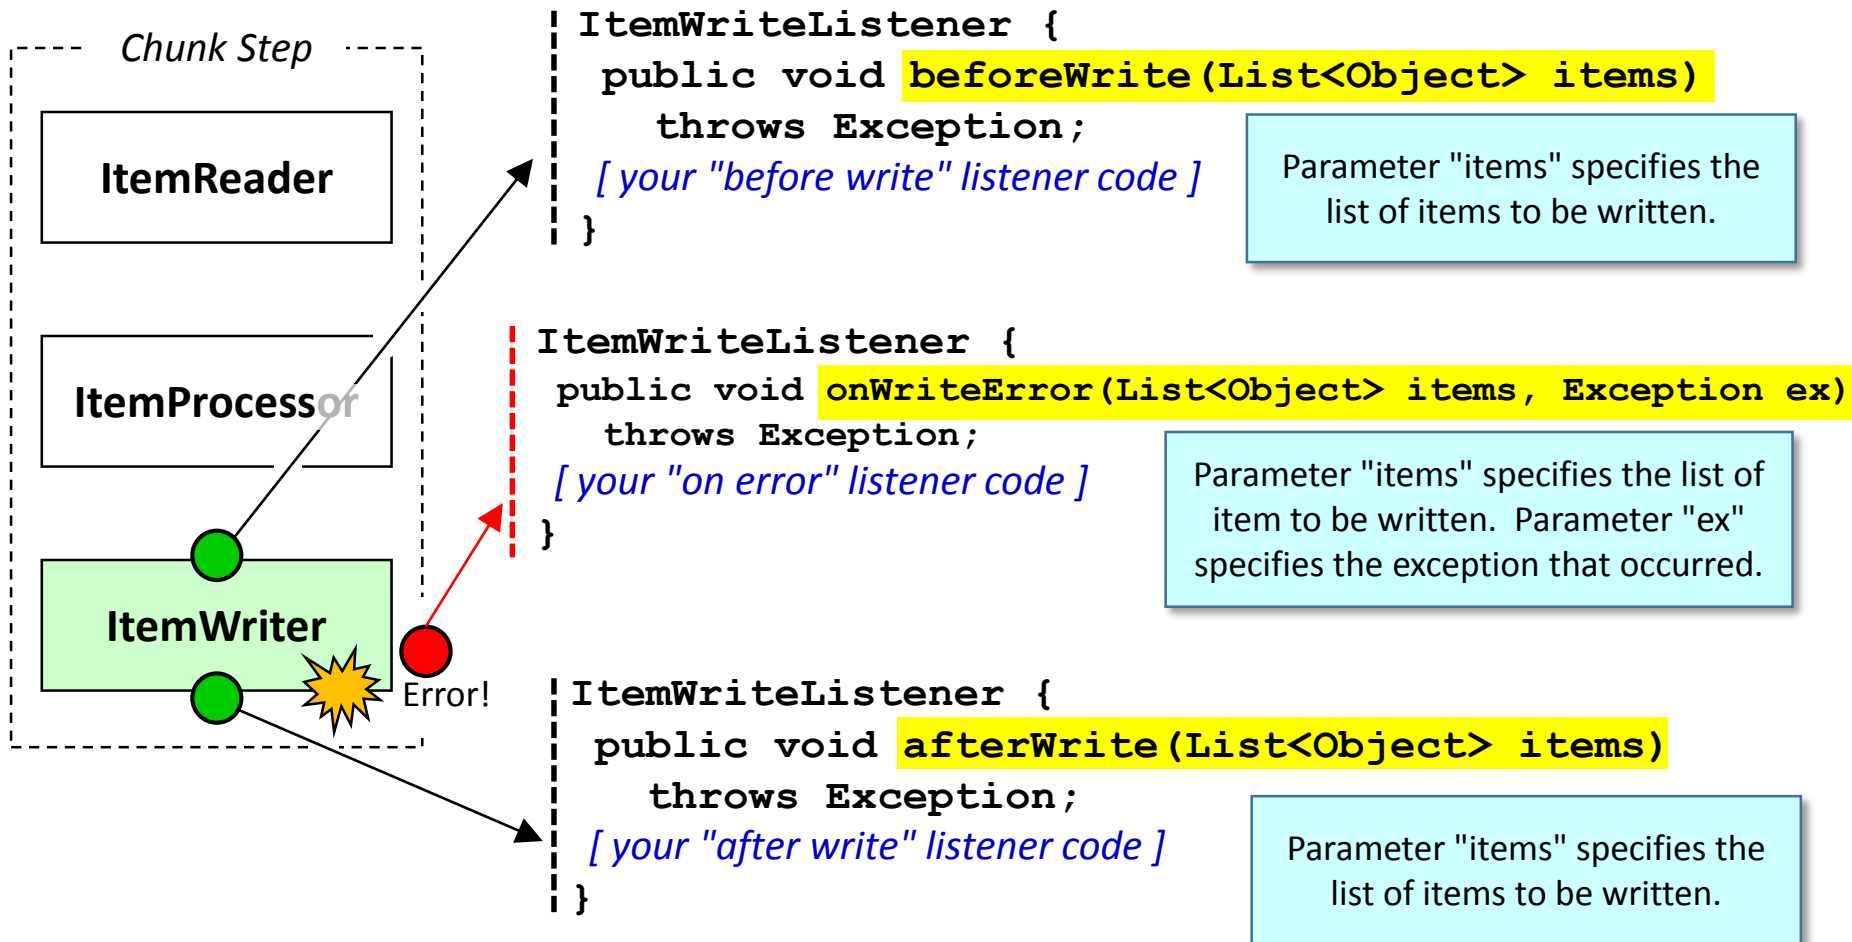 Chunk Step
ItemReader
ItemProcessor
ItemWriter
Error!
ItemWriteListener {
public void beforeWrite(List<Object> items)
throws Exception;
[ your "before write" listener code ]
}
Parameter "items" specifies the
list of items to be written.
ItemWriteListener {
public void onWriteError(List<Object> items, Exception ex)
throws Exception;
[ your "on error" listener code ]
}
Parameter "items" specifies the list of
item to be written. Parameter "ex"
specifies the exception that occurred.
ItemWriteListener {
public void afterWrite(List<Object> items)
throws Exception;
[ your "after write" listener code ]
}
Parameter "items" specifies the
list of items to be written.